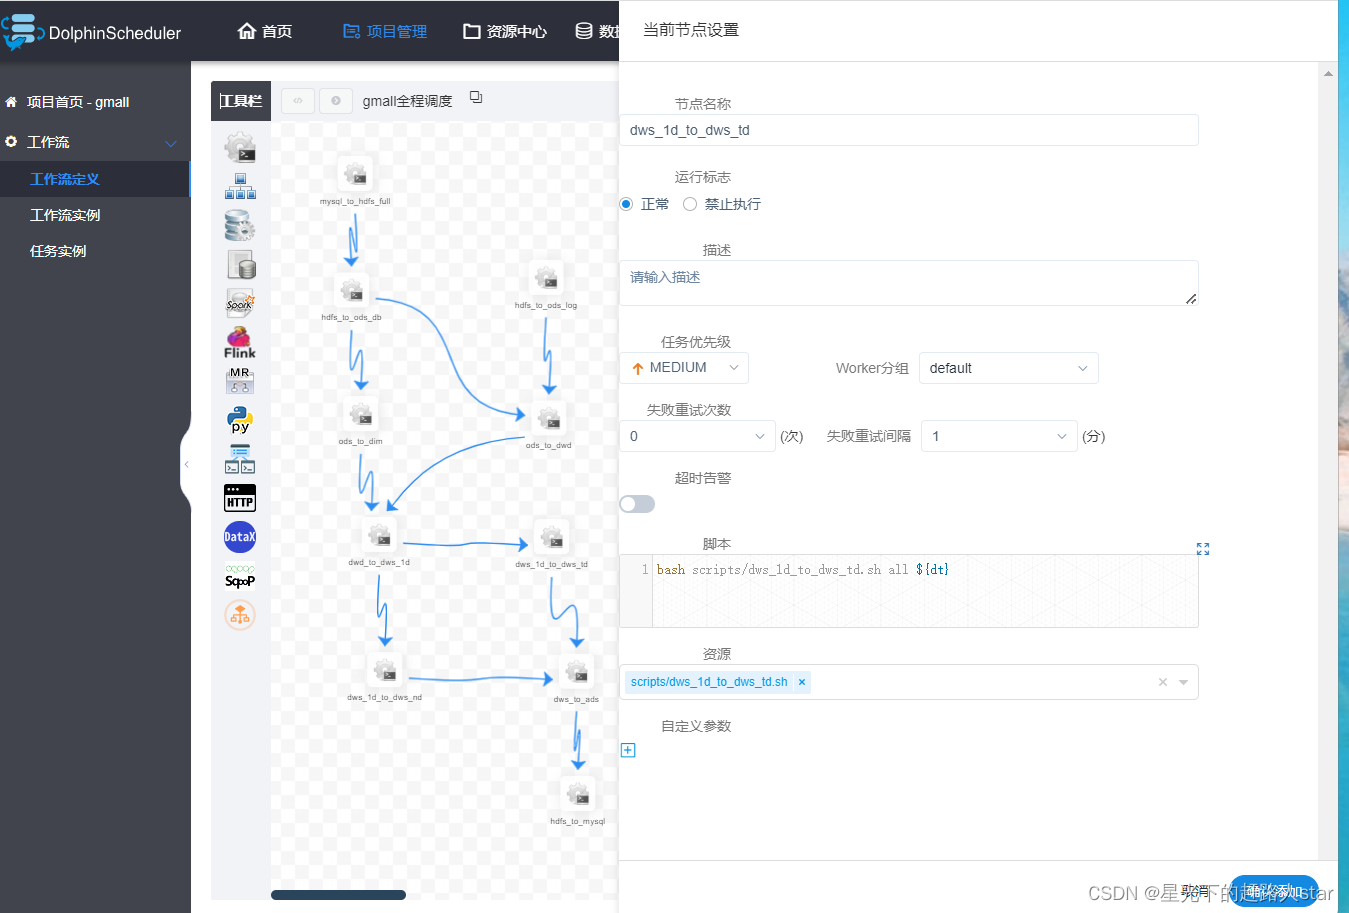 DolphinScheduler
首页
项目管理
资源中心
数据
当前节点设置
项目首页 - gmall
工作流
工作流定义
工作流实例
任务实例
工具栏
gmall全程调度
mysql_to_hdfs_full
hdfs_to_ods_db
hdfs_to_ods_log
ods_to_dim
ods_to_dwd
dwd_to_dws_1d
dws_1d_to_dws_td
dws_1d_to_dws_nd
dws_to_ads
hdfs_to_mysql
Spark
Flink
MR
py
HTTP
DataX
Sqoop
节点名称
dws_1d_to_dws_td
运行标志
正常
禁止执行
描述
请输入描述
任务优先级
MEDIUM
Worker分组
default
失败重试次数
0
(次)
失败重试间隔
1
(分)
超时告警
脚本
1
bash scripts/dws_1d_to_dws_td.sh all ${dt}
资源
scripts/dws_1d_to_dws_td.sh ×
自定义参数
取消
确认添加
CSDN @星光下的赶路人star